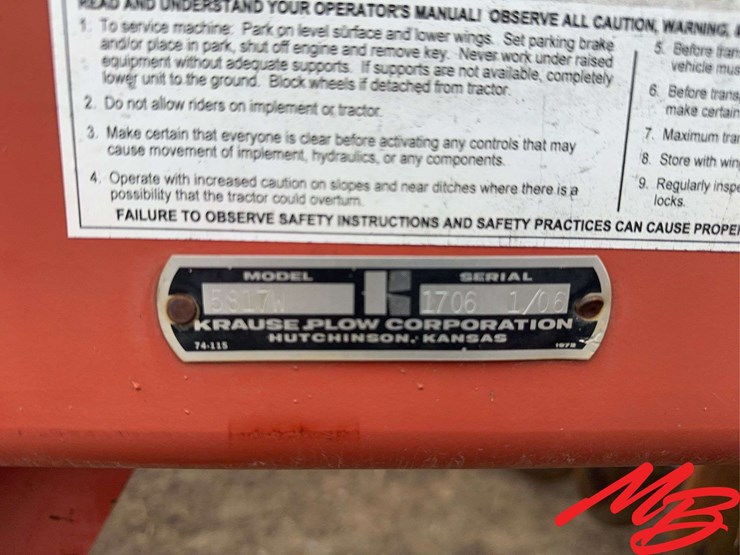 READ AND UNDERSTAND YOUR OPERATOR'S MANUAL! OBSERVE ALL CAUTION, WARNING,
1. To service machine: Park on level surface and lower wings. Set parking brake
and/or place in park, shut off engine and remove key. Never work under raised
equipment without adequate supports. If supports are not available, completely
lower unit to the ground. Block wheels if detached from tractor.
2. Do not allow riders on implement or tractor.
3. Make certain that everyone is clear before activating any controls that may
cause movement of implement, hydraulics, or any components.
4. Operate with increased caution on slopes and near ditches where there is a
possibility that the tractor could overturn.
5. Before tran
vehicle mus
6. Before trans
make certain
7. Maximum tra
8. Store with win
9. Regularly inspe
locks.
FAILURE TO OBSERVE SAFETY INSTRUCTIONS AND SAFETY PRACTICES CAN CAUSE PROPE
MODEL K SERIAL
1706 1/06
KRAUSE PLOW CORPORATION
HUTCHINSON, KANSAS
74-115 1972
MB